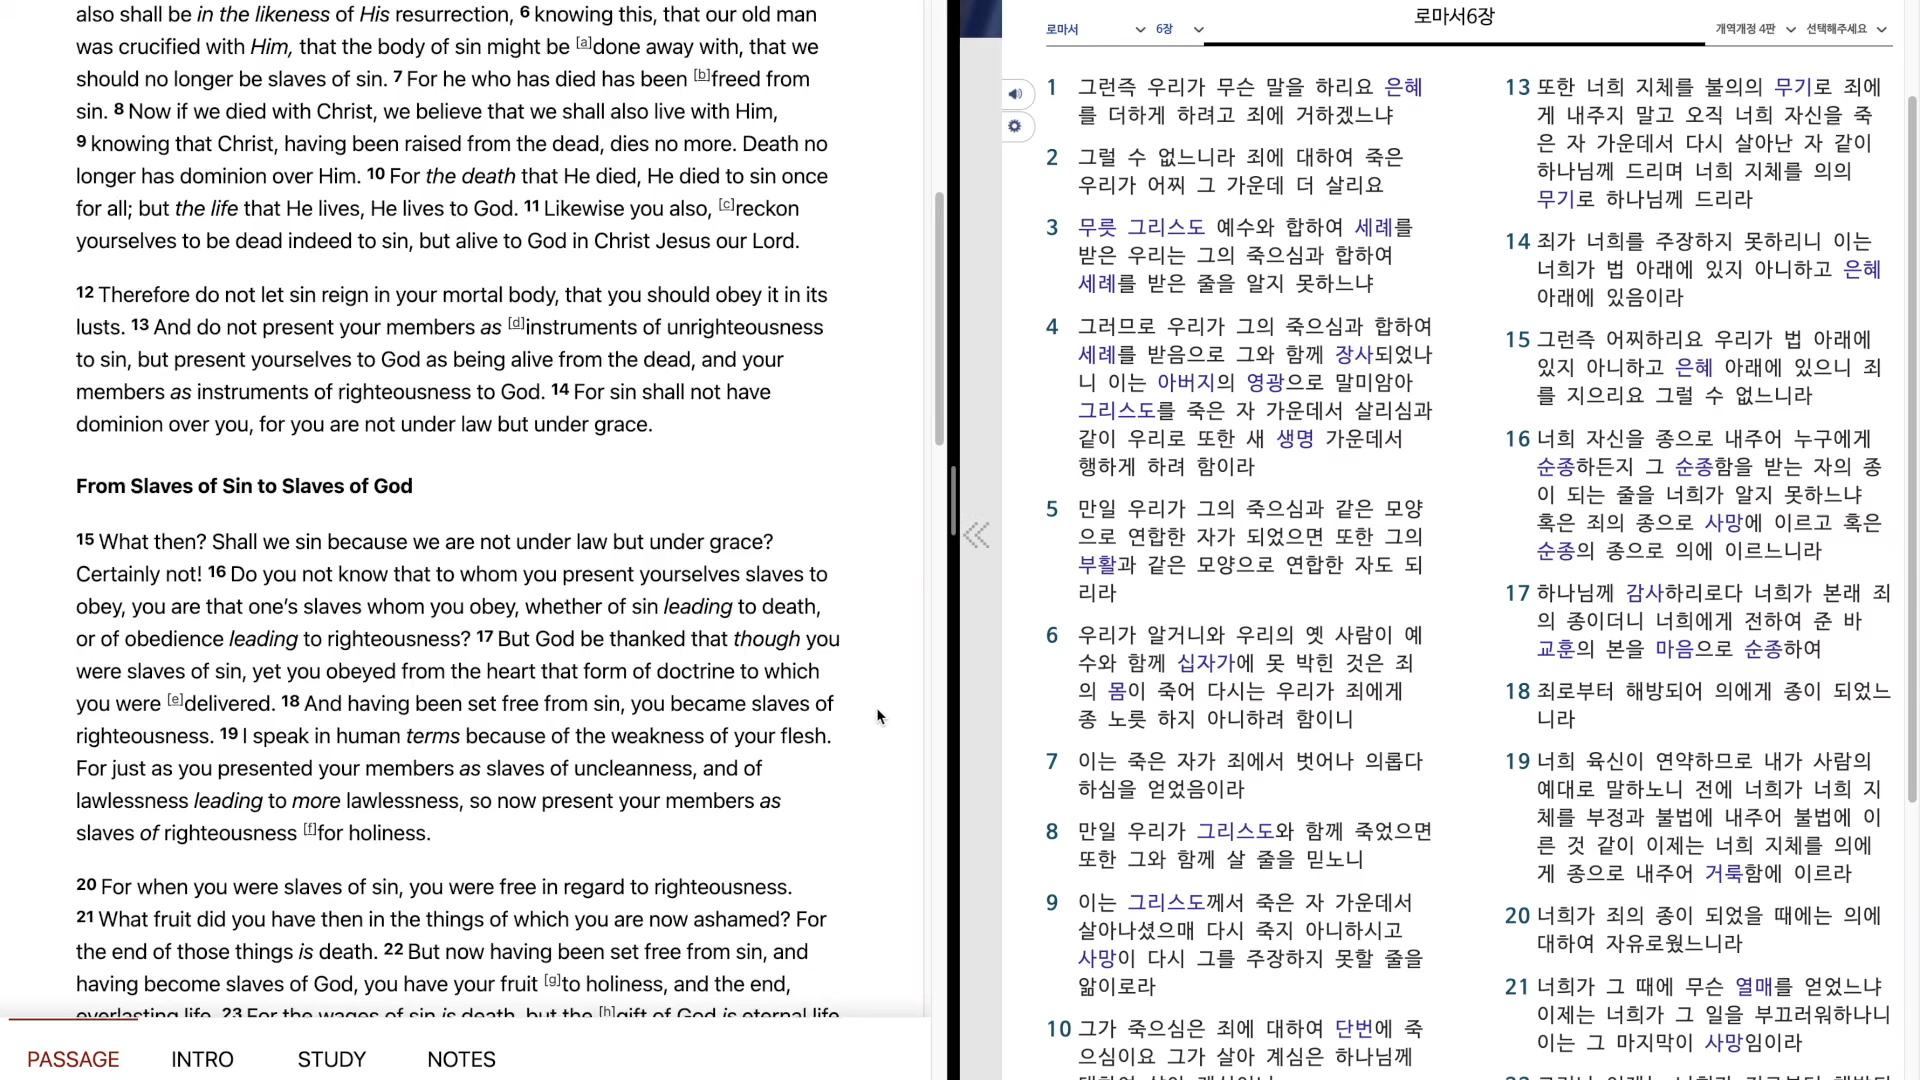 also shall be in the likeness of His resurrection, 6 knowing this, that our old man
was crucified with Him, that the body of sin might be [a]done away with, that we
should no longer be slaves of sin. 7 For he who has died has been [b]freed from
sin. 8 Now if we died with Christ, we believe that we shall also live with Him,
9 knowing that Christ, having been raised from the dead, dies no more. Death no
longer has dominion over Him. 10 For the death that He died, He died to sin once
for all; but the life that He lives, He lives to God. 11 Likewise you also, [c]reckon
yourselves to be dead indeed to sin, but alive to God in Christ Jesus our Lord.
12 Therefore do not let sin reign in your mortal body, that you should obey it in its
lusts. 13 And do not present your members as [d]instruments of unrighteousness
to sin, but present yourselves to God as being alive from the dead, and your
members as instruments of righteousness to God. 14 For sin shall not have
dominion over you, for you are not under law but under grace.
From Slaves of Sin to Slaves of God
15 What then? Shall we sin because we are not under law but under grace?
Certainly not! 16 Do you not know that to whom you present yourselves slaves to
obey, you are that one's slaves whom you obey, whether of sin leading to death,
or of obedience leading to righteousness? 17 But God be thanked that though you
were slaves of sin, yet you obeyed from the heart that form of doctrine to which
you were [e]delivered. 18 And having been set free from sin, you became slaves of
righteousness. 19 I speak in human terms because of the weakness of your flesh.
For just as you presented your members as slaves of uncleanness, and of
lawlessness leading to more lawlessness, so now present your members as
slaves of righteousness [f]for holiness.
20 For when you were slaves of sin, you were free in regard to righteousness.
21 What fruit did you have then in the things of which you are now ashamed? For
the end of those things is death. 22 But now having been set free from sin, and
having become slaves of God, you have your fruit [g]to holiness, and the end,
everlasting life. 23 For the wages of sin is death, but the [h]gift of God is eternal life
PASSAGE INTRO STUDY NOTES
로마서 6장 로마서6장 개역개정 4판 선택해주세요
1 그런즉 우리가 무슨 말을 하리요 은혜
를 더하게 하려고 죄에 거하겠느냐
2 그럴 수 없느니라 죄에 대하여 죽은
우리가 어찌 그 가운데 더 살리요
3 무릇 그리스도 예수와 합하여 세례를
받은 우리는 그의 죽으심과 합하여
세례를 받은 줄을 알지 못하느냐
4 그러므로 우리가 그의 죽으심과 합하여
세례를 받음으로 그와 함께 장사되었나
니 이는 아버지의 영광으로 말미암아
그리스도를 죽은 자 가운데서 살리심과
같이 우리로 또한 새 생명 가운데서
행하게 하려 함이라
5 만일 우리가 그의 죽으심과 같은 모양
으로 연합한 자가 되었으면 또한 그의
부활과 같은 모양으로 연합한 자도 되
리라
6 우리가 알거니와 우리의 옛 사람이 예
수와 함께 십자가에 못 박힌 것은 죄
의 몸이 죽어 다시는 우리가 죄에게
종 노릇 하지 아니하려 함이니
7 이는 죽은 자가 죄에서 벗어나 의롭다
하심을 얻었음이라
8 만일 우리가 그리스도와 함께 죽었으면
또한 그와 함께 살 줄을 믿노니
9 이는 그리스도께서 죽은 자 가운데서
살아나셨으매 다시 죽지 아니하시고
사망이 다시 그를 주장하지 못할 줄을
앎이로라
10 그가 죽으심은 죄에 대하여 단번에 죽
으심이요 그가 살아 계심은 하나님께
13 또한 너희 지체를 불의의 무기로 죄에
게 내주지 말고 오직 너희 자신을 죽
은 자 가운데서 다시 살아난 자 같이
하나님께 드리며 너희 지체를 의의
무기로 하나님께 드리라
14 죄가 너희를 주장하지 못하리니 이는
너희가 법 아래에 있지 아니하고 은혜
아래에 있음이라
15 그런즉 어찌하리요 우리가 법 아래에
있지 아니하고 은혜 아래에 있으니 죄
를 지으리요 그럴 수 없느니라
16 너희 자신을 종으로 내주어 누구에게
순종하든지 그 순종함을 받는 자의 종
이 되는 줄을 너희가 알지 못하느냐
혹은 죄의 종으로 사망에 이르고 혹은
순종의 종으로 의에 이르느니라
17 하나님께 감사하리로다 너희가 본래 죄
의 종이더니 너희에게 전하여 준 바
교훈의 본을 마음으로 순종하여
18 죄로부터 해방되어 의에게 종이 되었느
니라
19 너희 육신이 연약하므로 내가 사람의
예대로 말하노니 전에 너희가 너희 지
체를 부정과 불법에 내주어 불법에 이
른 것 같이 이제는 너희 지체를 의에
게 종으로 내주어 거룩함에 이르라
20 너희가 죄의 종이 되었을 때에는 의에
대하여 자유로웠느니라
21 너희가 그 때에 무슨 열매를 얻었느냐
이제는 너희가 그 일을 부끄러워하나니
이는 그 마지막이 사망임이라